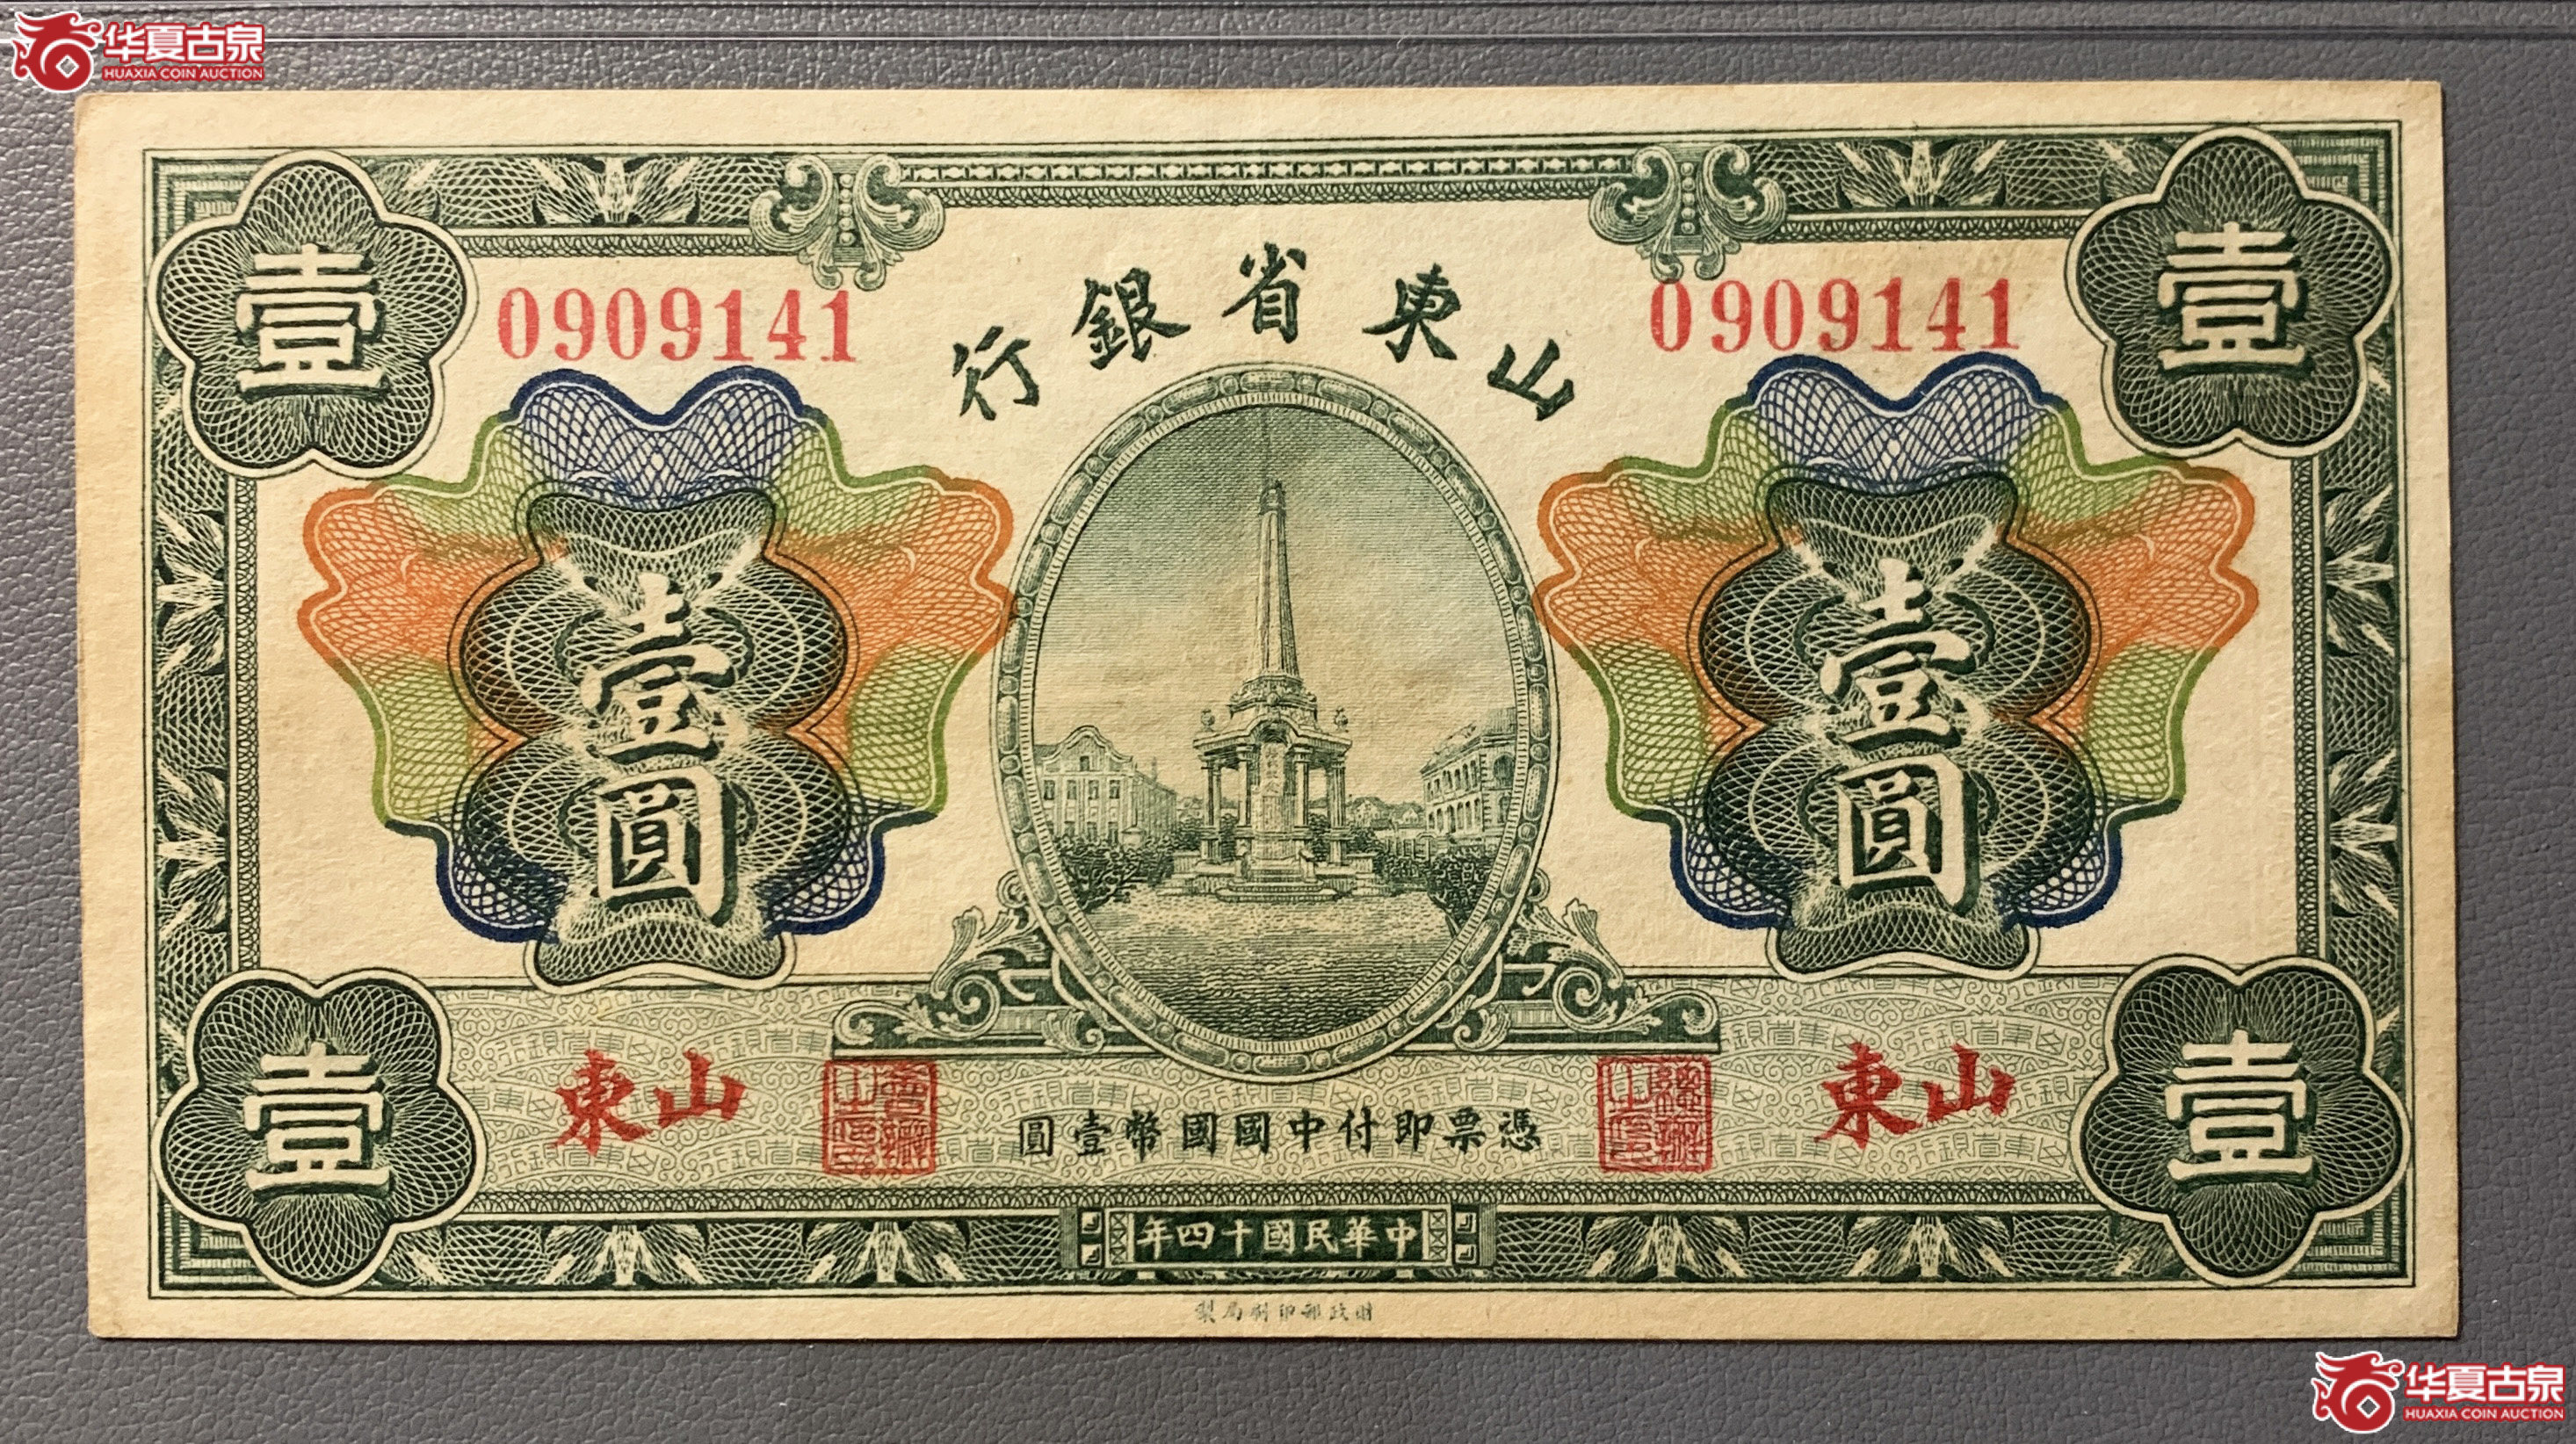 华夏古泉
HUAXIA COIN AUCTION
壹
壹
0909141
0909141
山東省銀行
壹圓
壹圓
山東
山東
憑票即付中國國幣壹圓
壹
壹
中華民國十四年
財政部印刷局製
华夏古泉
HUAXIA COIN AUCTION